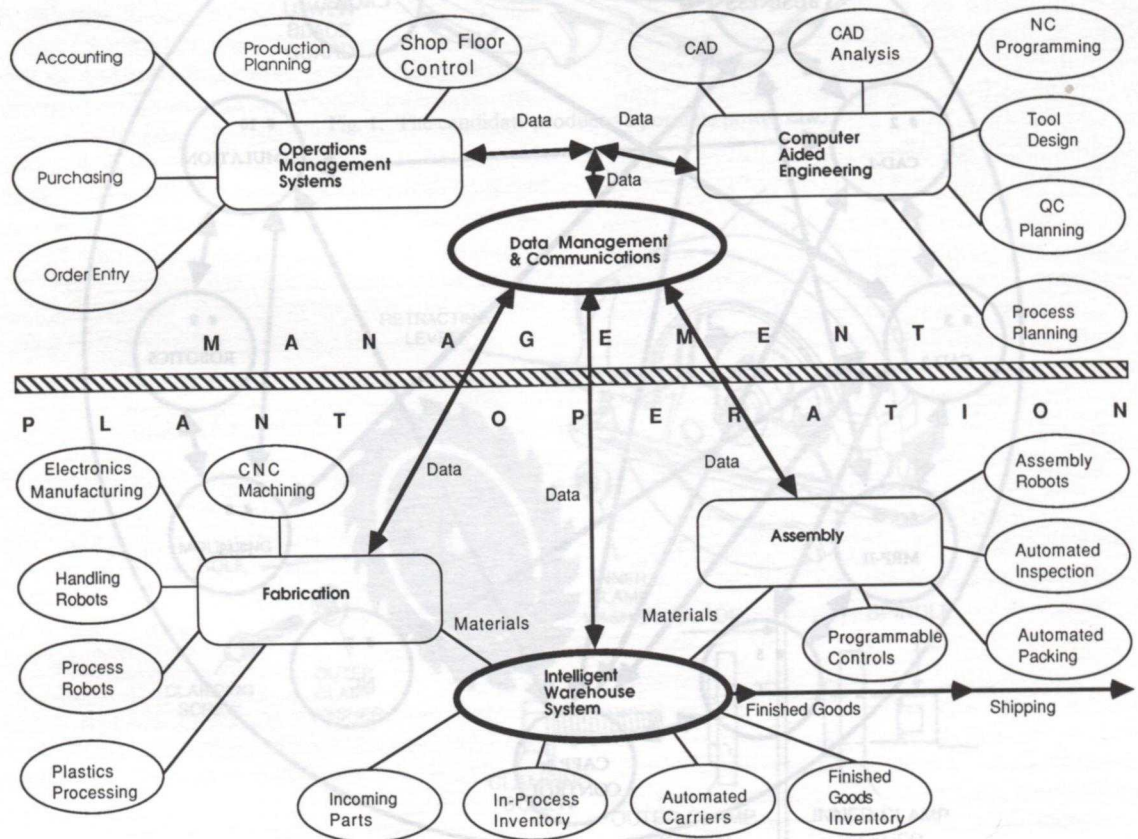 Accounting
Production
Planning
Shop Floor
Control
CAD
CAD
Analysis
NC
Programming
Purchasing
Operations
Management
Systems
Data
Data
Data
Computer
Aided
Engineering
Tool
Design
QC
Planning
Order Entry
Data Management
& Communications
Process
Planning
MANAGEMENT
PLANT OPERATION
Electronics
Manufacturing
CNC
Machining
Data
Data
Data
Assembly
Robots
Handling
Robots
Fabrication
Assembly
Automated
Inspection
Materials
Materials
Programmable
Controls
Automated
Packing
Process
Robots
Intelligent
Warehouse
System
Finished Goods
Shipping
Plastics
Processing
Incoming
Parts
In-Process
Inventory
Automated
Carriers
Finished
Goods
Inventory